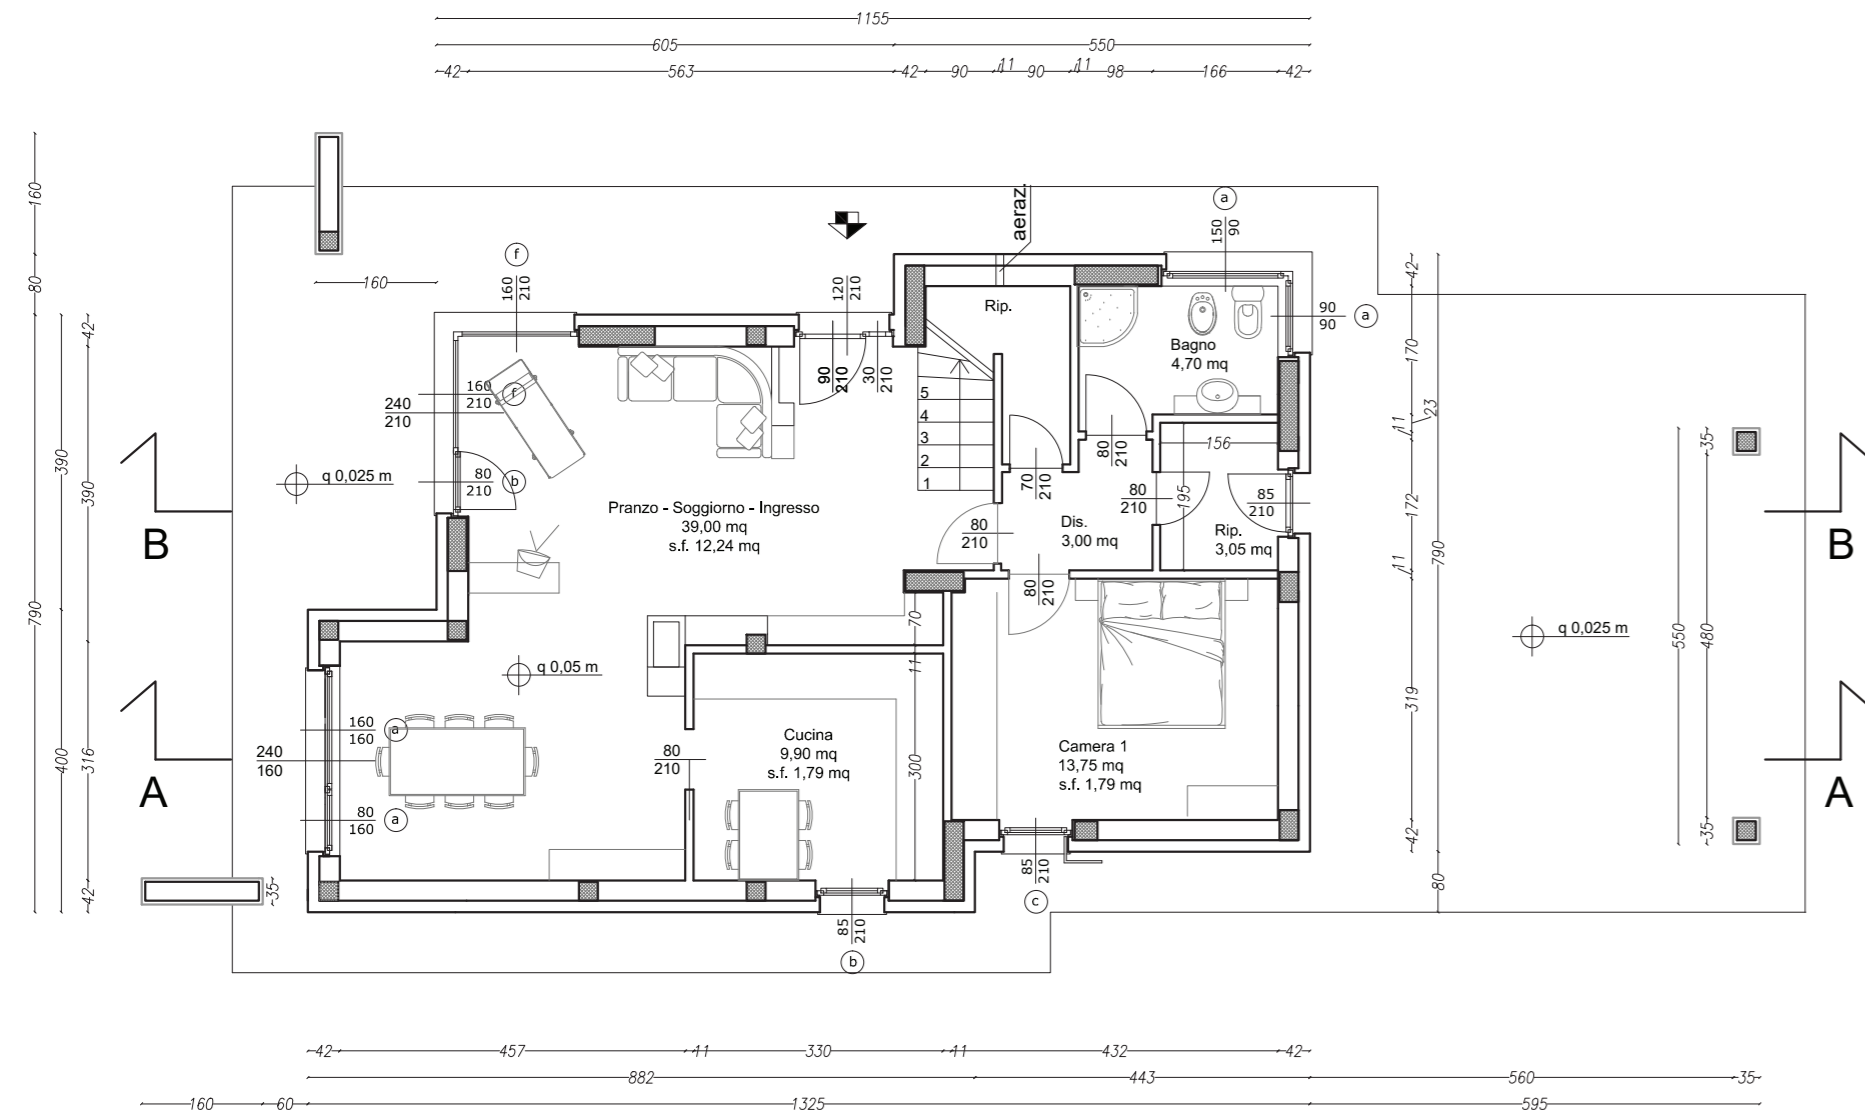 1155
605 550
42 563 42 90 11 90 11 98 166 42
160
80
790
42
390
400
390
316
42
160
f
160
210
120
210
aeraz.
a
150
90
90
90
a
Rip.
Bagno
4,70 mq
160
210
f
240
210
80
210
b
90
210
30
210
5
4
3
2
1
q 0,025 m
B
Pranzo - Soggiorno - Ingresso
39,00 mq
s.f. 12,24 mq
80
210
70
210
80
210
80
210
156
195
85
210
Dis.
3,00 mq
Rip.
3,05 mq
80
210
70
11
300
q 0,05 m
160
160
a
240
160
80
160
a
A
35
80
210
Cucina
9,90 mq
s.f. 1,79 mq
Camera 1
13,75 mq
s.f. 1,79 mq
85
210
b
85
210
c
42
170
11
23
172
11
790
319
42
80
q 0,025 m
35
550
480
35
B
A
42 457 11 330 11 432 42
882 443 560 35
160 60 1325 595